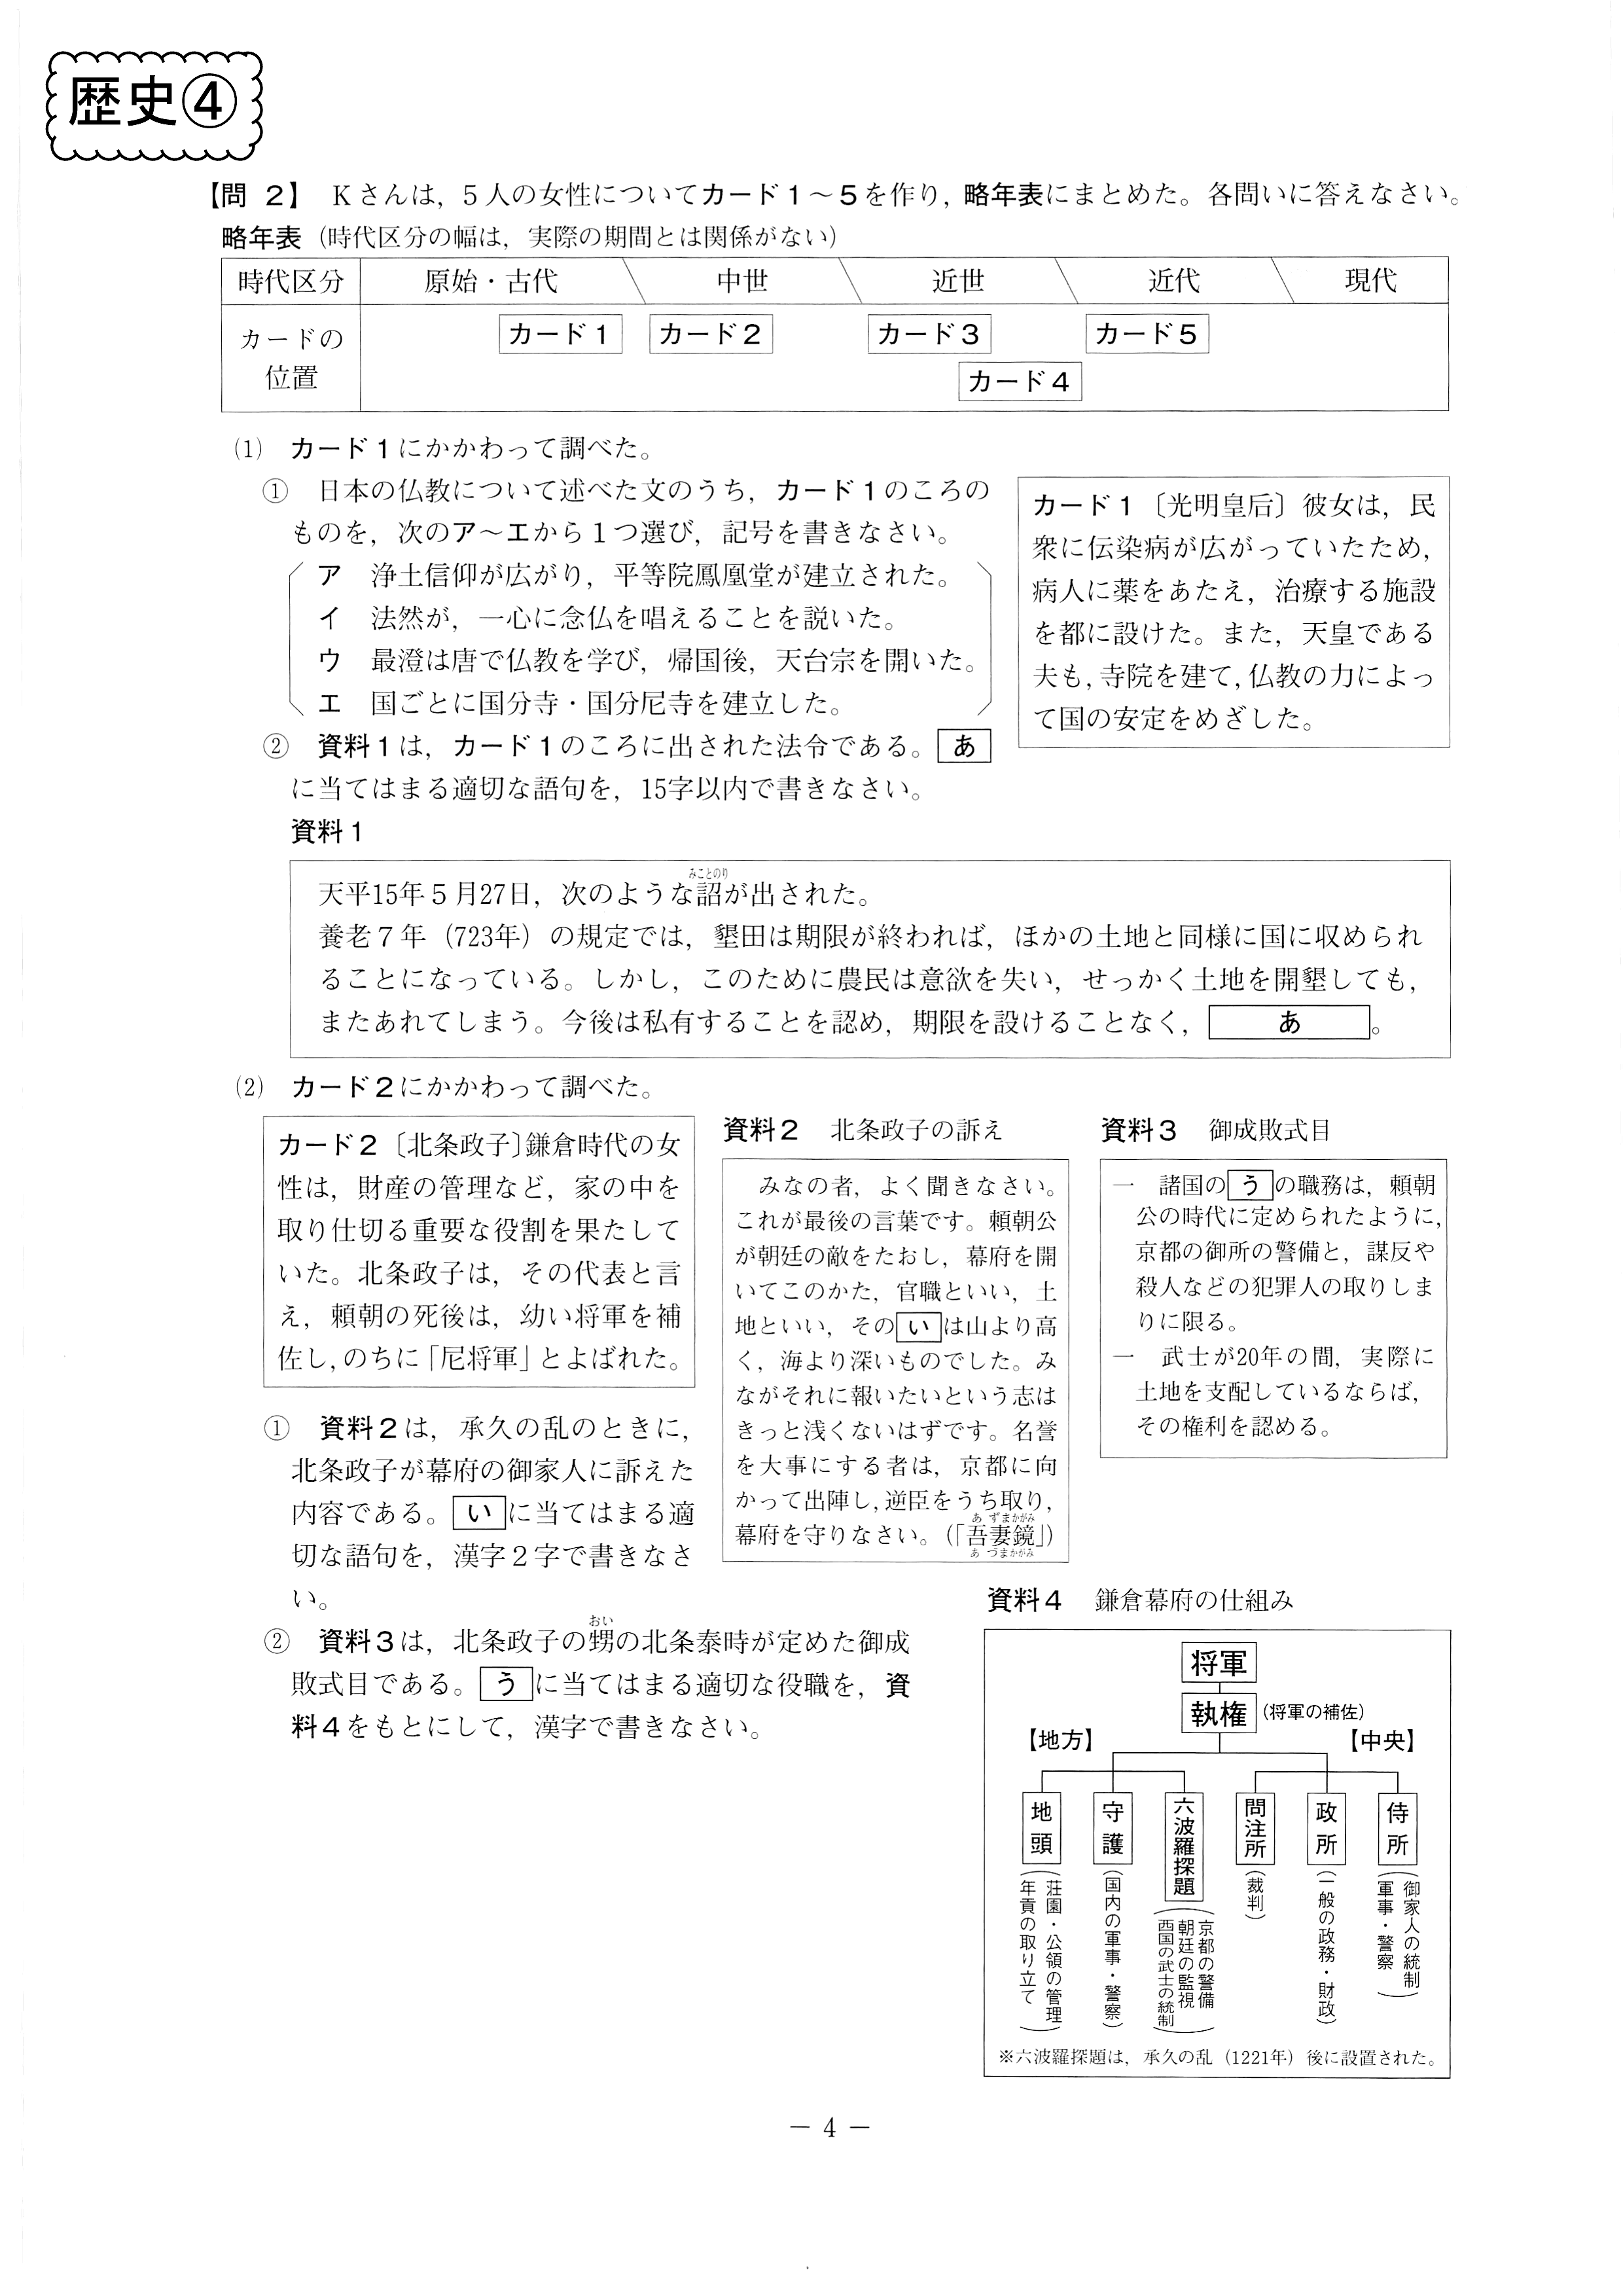 歴史④
【問 2】 Kさんは，5人の女性についてカード1～5を作り，略年表にまとめた。各問いに答えなさい。
略年表（時代区分の幅は，実際の期間とは関係がない）
時代区分 原始・古代 中世 近世 近代 現代
カードの位置
カード1 カード2 カード3 カード5
カード4
(1) カード1にかかわって調べた。
① 日本の仏教について述べた文のうち，カード1のころの
ものを，次のア～エから1つ選び，記号を書きなさい。
ア 浄土信仰が広がり，平等院鳳凰堂が建立された。
イ 法然が，一心に念仏を唱えることを説いた。
ウ 最澄は唐で仏教を学び，帰国後，天台宗を開いた。
エ 国ごとに国分寺・国分尼寺を建立した。
② 資料1は，カード1のころに出された法令である。あ
に当てはまる適切な語句を，15字以内で書きなさい。
カード1〔光明皇后〕彼女は，民
衆に伝染病が広がっていたため，
病人に薬をあたえ，治療する施設
を都に設けた。また，天皇である
夫も，寺院を建て，仏教の力によっ
て国の安定をめざした。
資料1
みことのり
天平15年5月27日，次のような詔が出された。
養老7年（723年）の規定では，墾田は期限が終われば，ほかの土地と同様に国に収められ
ることになっている。しかし，このために農民は意欲を失い，せっかく土地を開墾しても，
またあれてしまう。今後は私有することを認め，期限を設けることなく，あ。
(2) カード2にかかわって調べた。
カード2〔北条政子〕鎌倉時代の女
性は，財産の管理など，家の中を
取り仕切る重要な役割を果たして
いた。北条政子は，その代表と言
え，頼朝の死後は，幼い将軍を補
佐し，のちに「尼将軍」とよばれた。
① 資料2は，承久の乱のときに，
北条政子が幕府の御家人に訴えた
内容である。いに当てはまる適
切な語句を，漢字2字で書きなさ
い。
資料2 北条政子の訴え
みなの者，よく聞きなさい。
これが最後の言葉です。頼朝公
が朝廷の敵をたおし，幕府を開
いてこのかた，官職といい，土
地といい，そのいは山より高
く，海より深いものでした。み
ながそれに報いたいという志は
きっと浅くないはずです。名誉
を大事にする者は，京都に向
かって出陣し，逆臣をうち取り，
あずまかがみ
幕府を守りなさい。（「吾妻鏡」）
あづまかがみ
資料3 御成敗式目
一 諸国のうの職務は，頼朝
公の時代に定められたように，
京都の御所の警備と，謀反や
殺人などの犯罪人の取りしま
りに限る。
一 武士が20年の間，実際に
土地を支配しているならば，
その権利を認める。
おい
② 資料3は，北条政子の甥の北条泰時が定めた御成
敗式目である。うに当てはまる適切な役職を，資
料4をもとにして，漢字で書きなさい。
資料4 鎌倉幕府の仕組み
将軍
執権（将軍の補佐）
【地方】 【中央】
地頭
（荘園・公領の管理
年貢の取り立て）
守護
（国内の軍事・警察）
六波羅探題
（京都の警備
朝廷の監視
西国の武士の統制）
問注所
（裁判）
政所
（一般の政務・財政）
侍所
（御家人の統制
軍事・警察）
※六波羅探題は，承久の乱（1221年）後に設置された。
－ 4 －